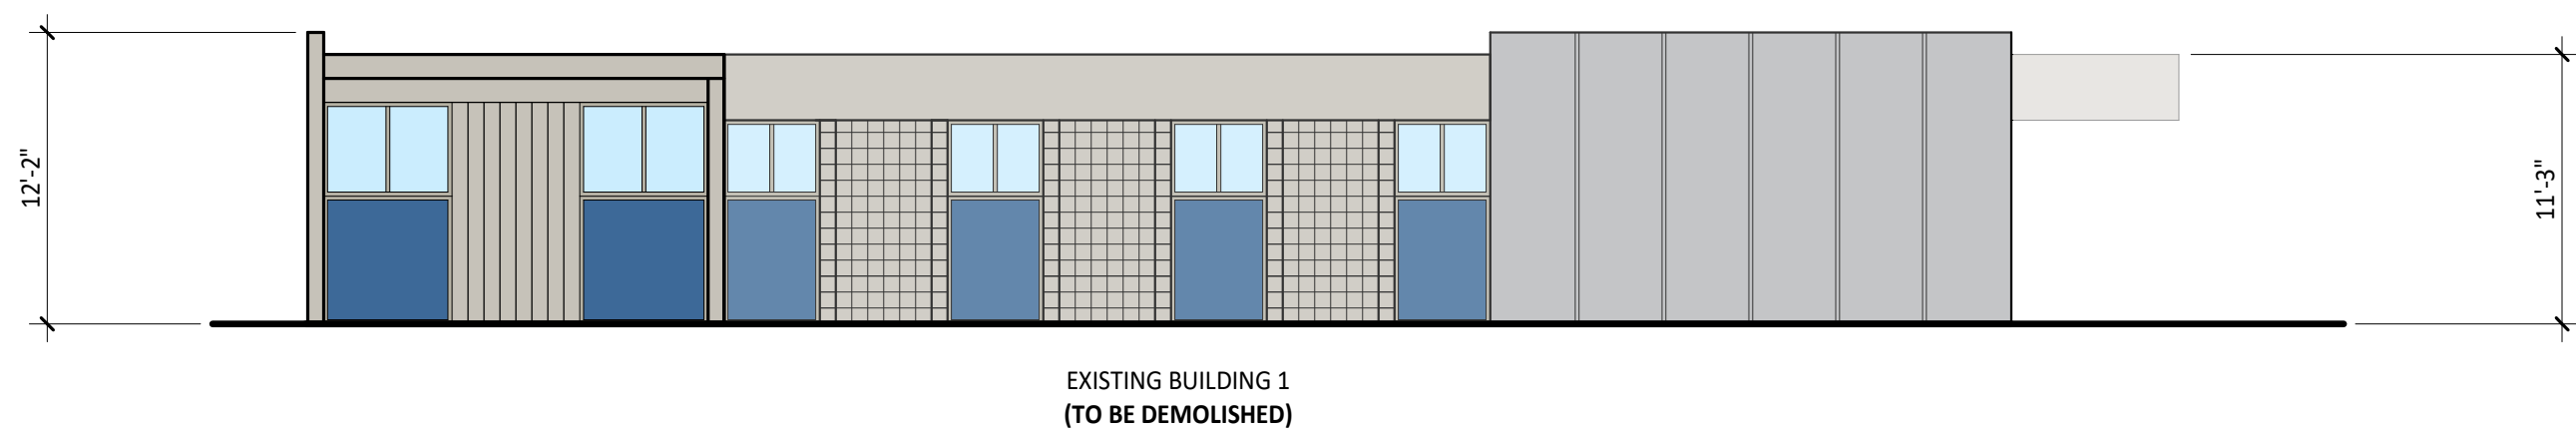 12'-2"
11'-3"
EXISTING BUILDING 1
(TO BE DEMOLISHED)